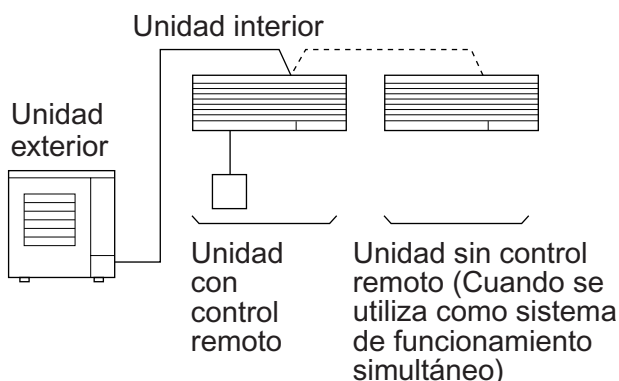 Unidad interior
Unidad
exterior
Unidad
con
control
remoto
Unidad sin control
remoto (Cuando se
utiliza como sistema
de funcionamiento
simultáneo)